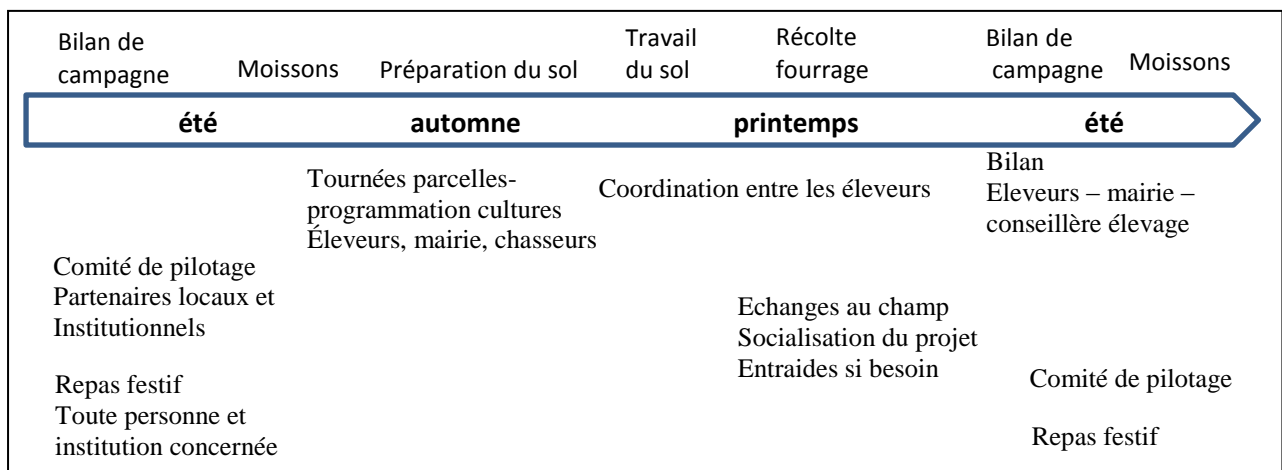 Bilan de
campagne
Moissons
Préparation du sol
Travail
du sol
Récolte
fourrage
Bilan de
campagne
Moissons
été
automne
printemps
été
Tournées parcelles-
programmation cultures
Éleveurs, mairie, chasseurs
Coordination entre les éleveurs
Bilan
Eleveurs – mairie –
conseillère élevage
Comité de pilotage
Partenaires locaux et
Institutionnels
Echanges au champ
Socialisation du projet
Entraides si besoin
Repas festif
Toute personne et
institution concernée
Comité de pilotage
Repas festif